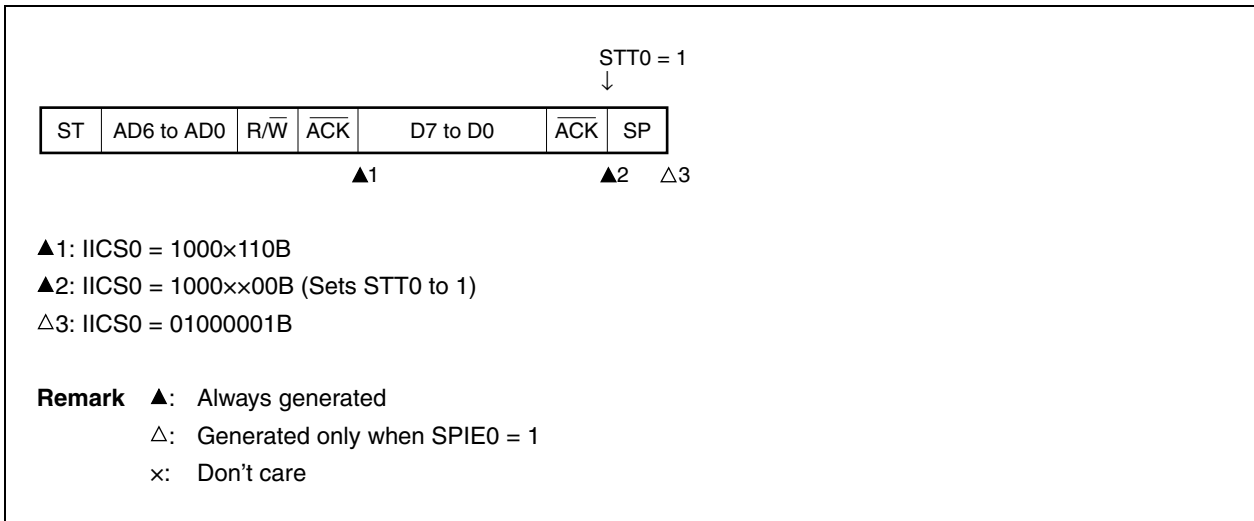 STT0 = 1
↓
ST AD6 to AD0 R/W̅ A̅C̅K̅ D7 to D0 A̅C̅K̅ SP
▲1 ▲2 △3
▲1: IICS0 = 1000×110B
▲2: IICS0 = 1000××00B (Sets STT0 to 1)
△3: IICS0 = 01000001B
Remark ▲: Always generated
△: Generated only when SPIE0 = 1
×: Don't care